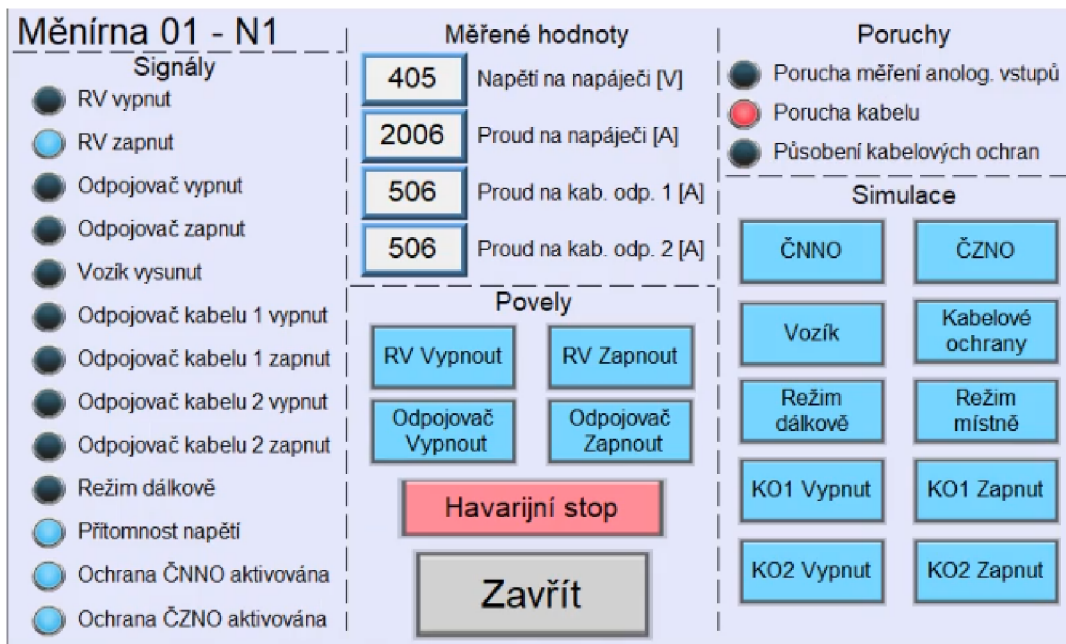 Měnírna 01 - N1
Signály
RV vypnut
RV zapnut
Odpojovač vypnut
Odpojovač zapnut
Vozík vysunut
Odpojovač kabelu 1 vypnut
Odpojovač kabelu 1 zapnut
Odpojovač kabelu 2 vypnut
Odpojovač kabelu 2 zapnut
Režim dálkově
Přítomnost napětí
Ochrana ČNNO aktivována
Ochrana ČZNO aktivována
Měřené hodnoty
405 Napětí na napáječi [V]
2006 Proud na napáječi [A]
506 Proud na kab. odp. 1 [A]
506 Proud na kab. odp. 2 [A]
Povely
RV Vypnout
RV Zapnout
Odpojovač
Vypnout
Odpojovač
Zapnout
Havarijní stop
Zavřít
Poruchy
Porucha měření anolog. vstupů
Porucha kabelu
Působení kabelových ochran
Simulace
ČNNO
ČZNO
Vozík
Kabelové
ochrany
Režim
dálkově
Režim
místně
KO1 Vypnut
KO1 Zapnut
KO2 Vypnut
KO2 Zapnut